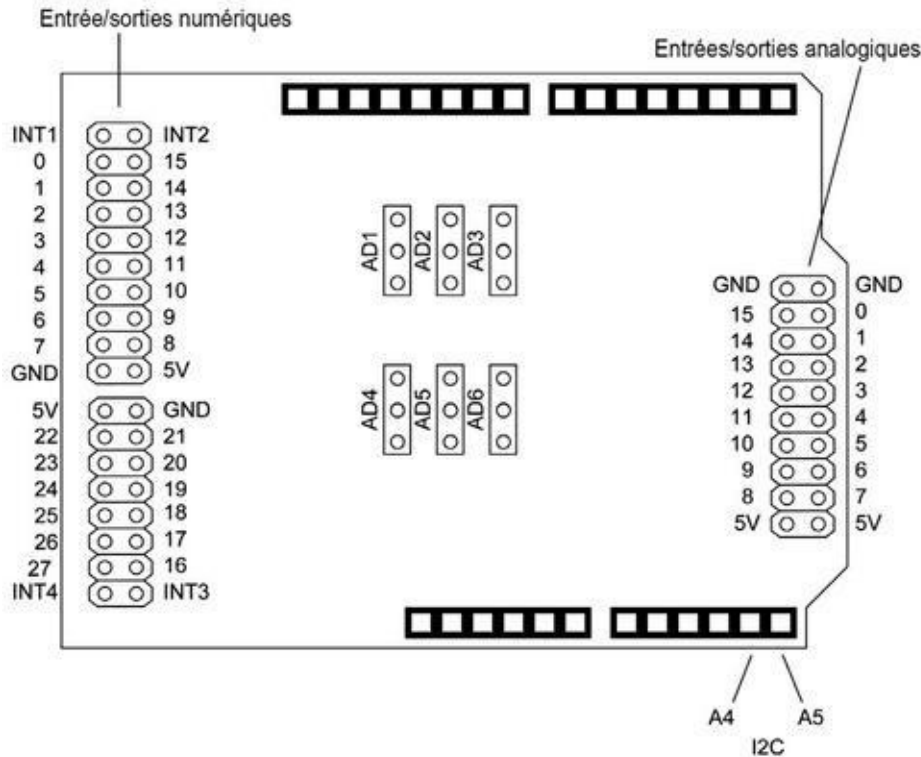 Entrée/sorties numériques
Entrées/sorties analogiques
INT1 INT2
0 15
1 14
2 13
3 12
4 11
5 10
6 9
7 8
GND 5V
5V GND
22 21
23 20
24 19
25 18
26 17
27 16
INT4 INT3
AD1 AD2 AD3
AD4 AD5 AD6
GND GND
15 0
14 1
13 2
12 3
11 4
10 5
9 6
8 7
5V 5V
A4 A5
I2C